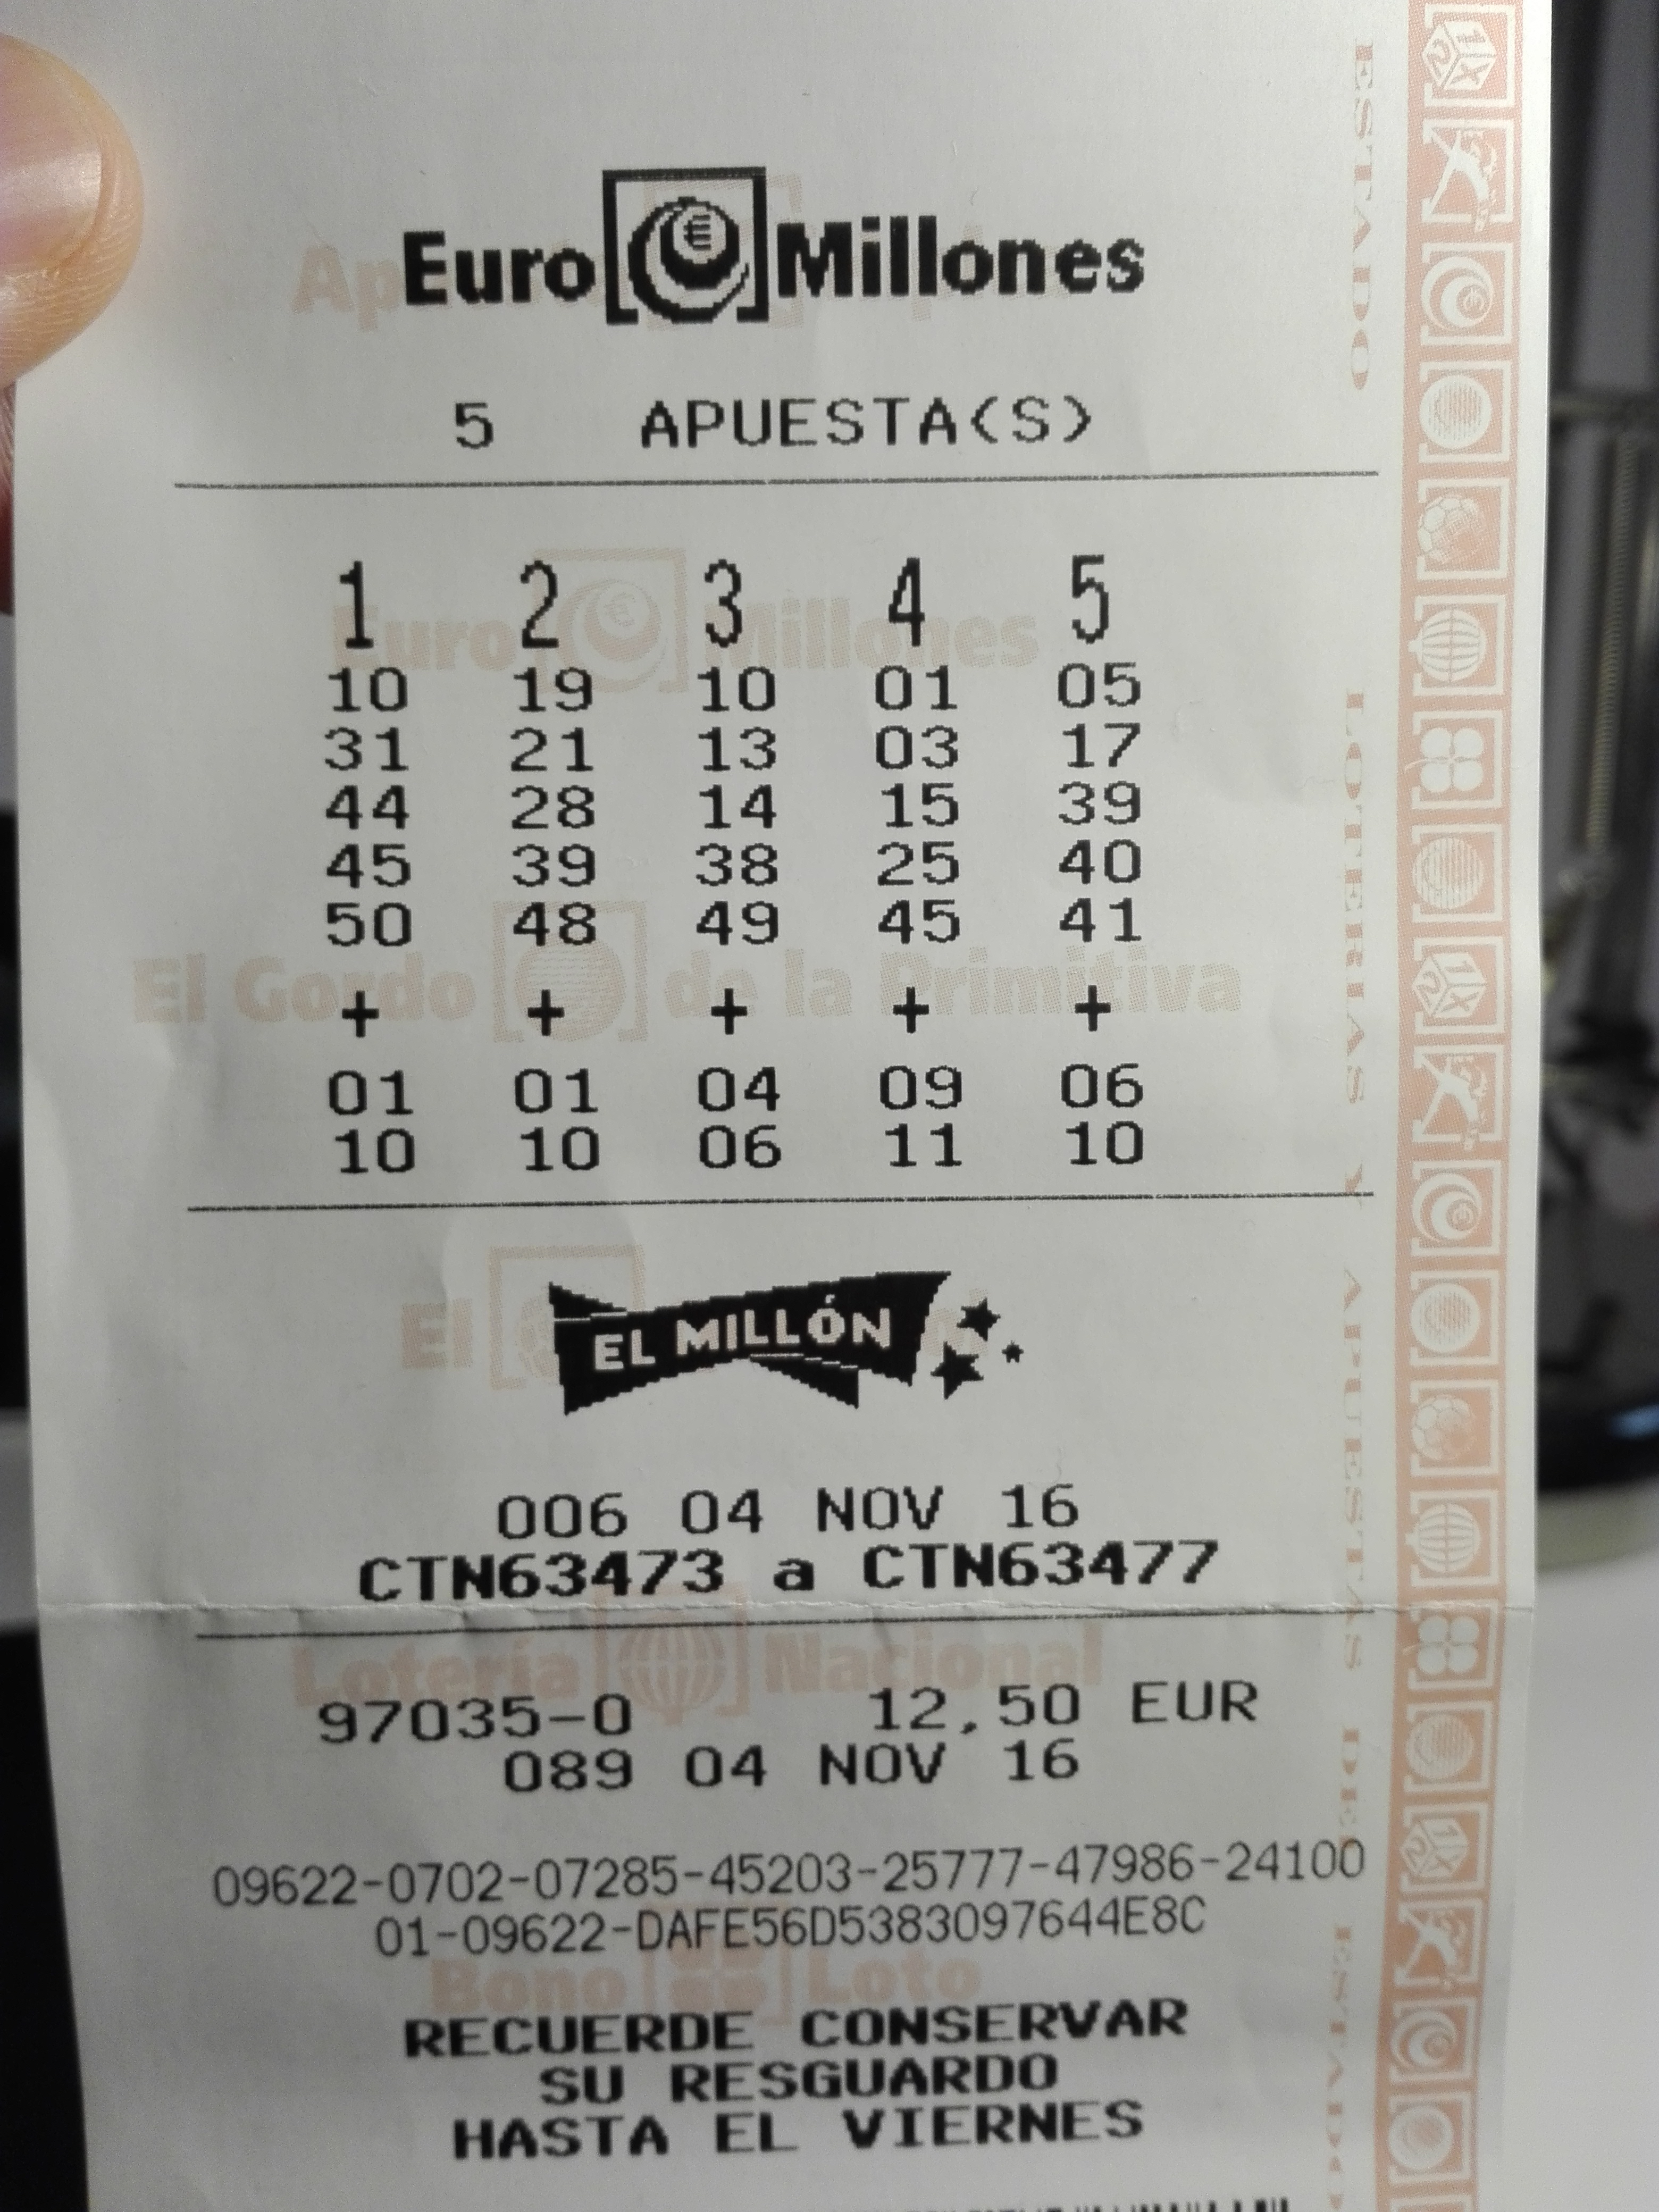 Euro Millones
5 APUESTA(S)
1 2 3 4 5
10 19 10 01 05
31 21 13 03 17
44 28 14 15 39
45 39 38 25 40
50 48 49 45 41
+ + + + +
01 01 04 09 06
10 10 06 11 10
EL MILLÓN
006 04 NOV 16
CTN63473 a CTN63477
97035-0 12,50 EUR
089 04 NOV 16
09622-0702-07285-45203-25777-47986-24100
01-09622-DAFE56D5383097644E8C
RECUERDE CONSERVAR
SU RESGUARDO
HASTA EL VIERNES
Euro Millones
El Gordo de la Primitiva
El
Lotería Nacional
Bono Loto
ESTADO
LOTERIAS Y APUESTAS DEL ESTADO